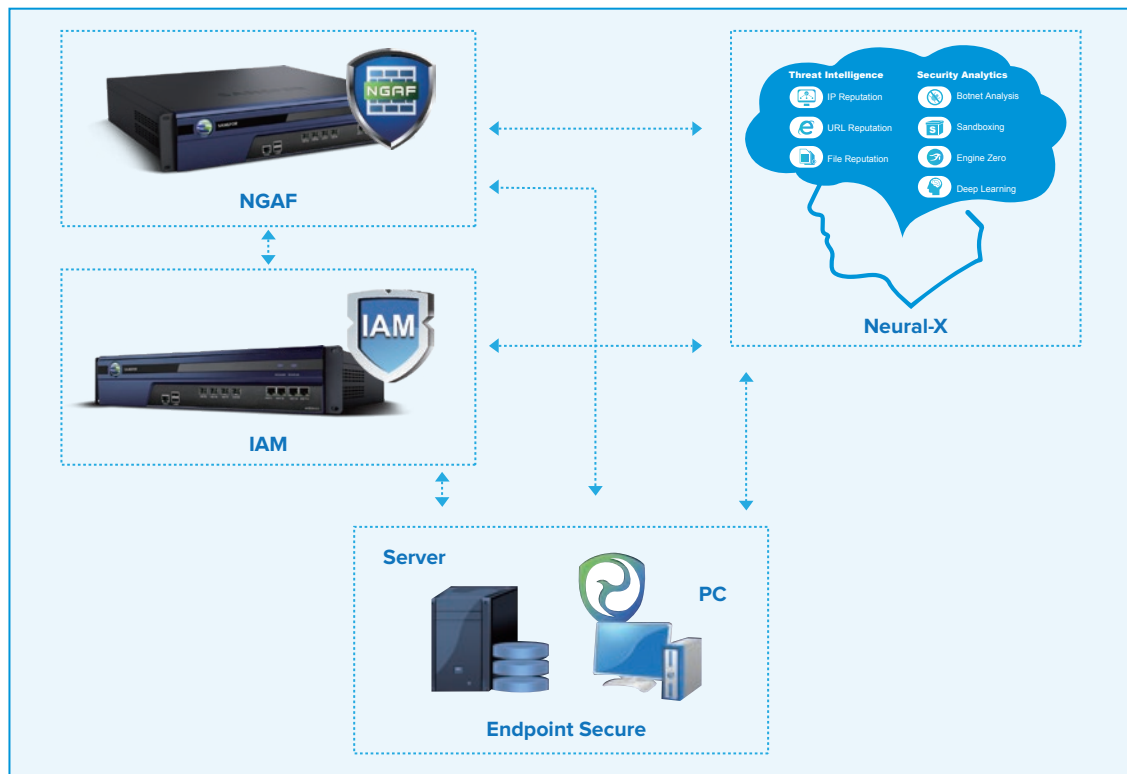 NGAF
NGAF
IAM
IAM
Threat Intelligence
IP Reputation
URL Reputation
File Reputation
Security Analytics
Botnet Analysis
Sandboxing
Engine Zero
Deep Learning
Neural-X
Server
PC
Endpoint Secure